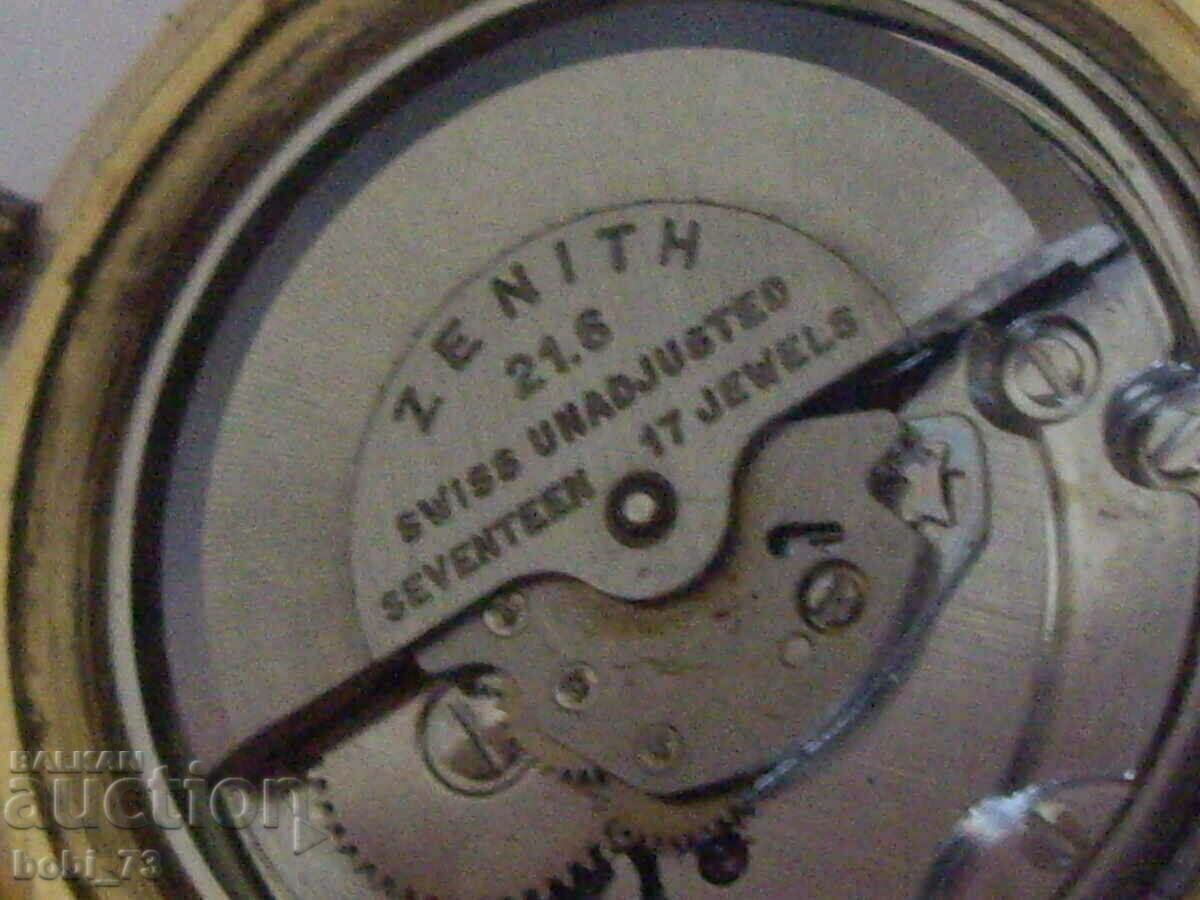 ZENITH
21.6
SWISS UNADJUSTED
SEVENTEEN 17 JEWELS
BALKAN
auction
bobi_73